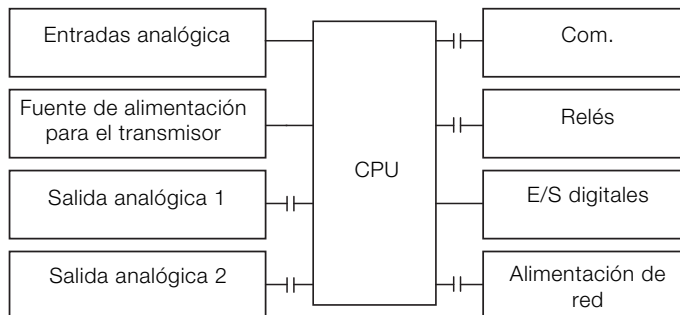 Entradas analógica
Fuente de alimentación
para el transmisor
Salida analógica 1
Salida analógica 2
CPU
Com.
Relés
E/S digitales
Alimentación de
red